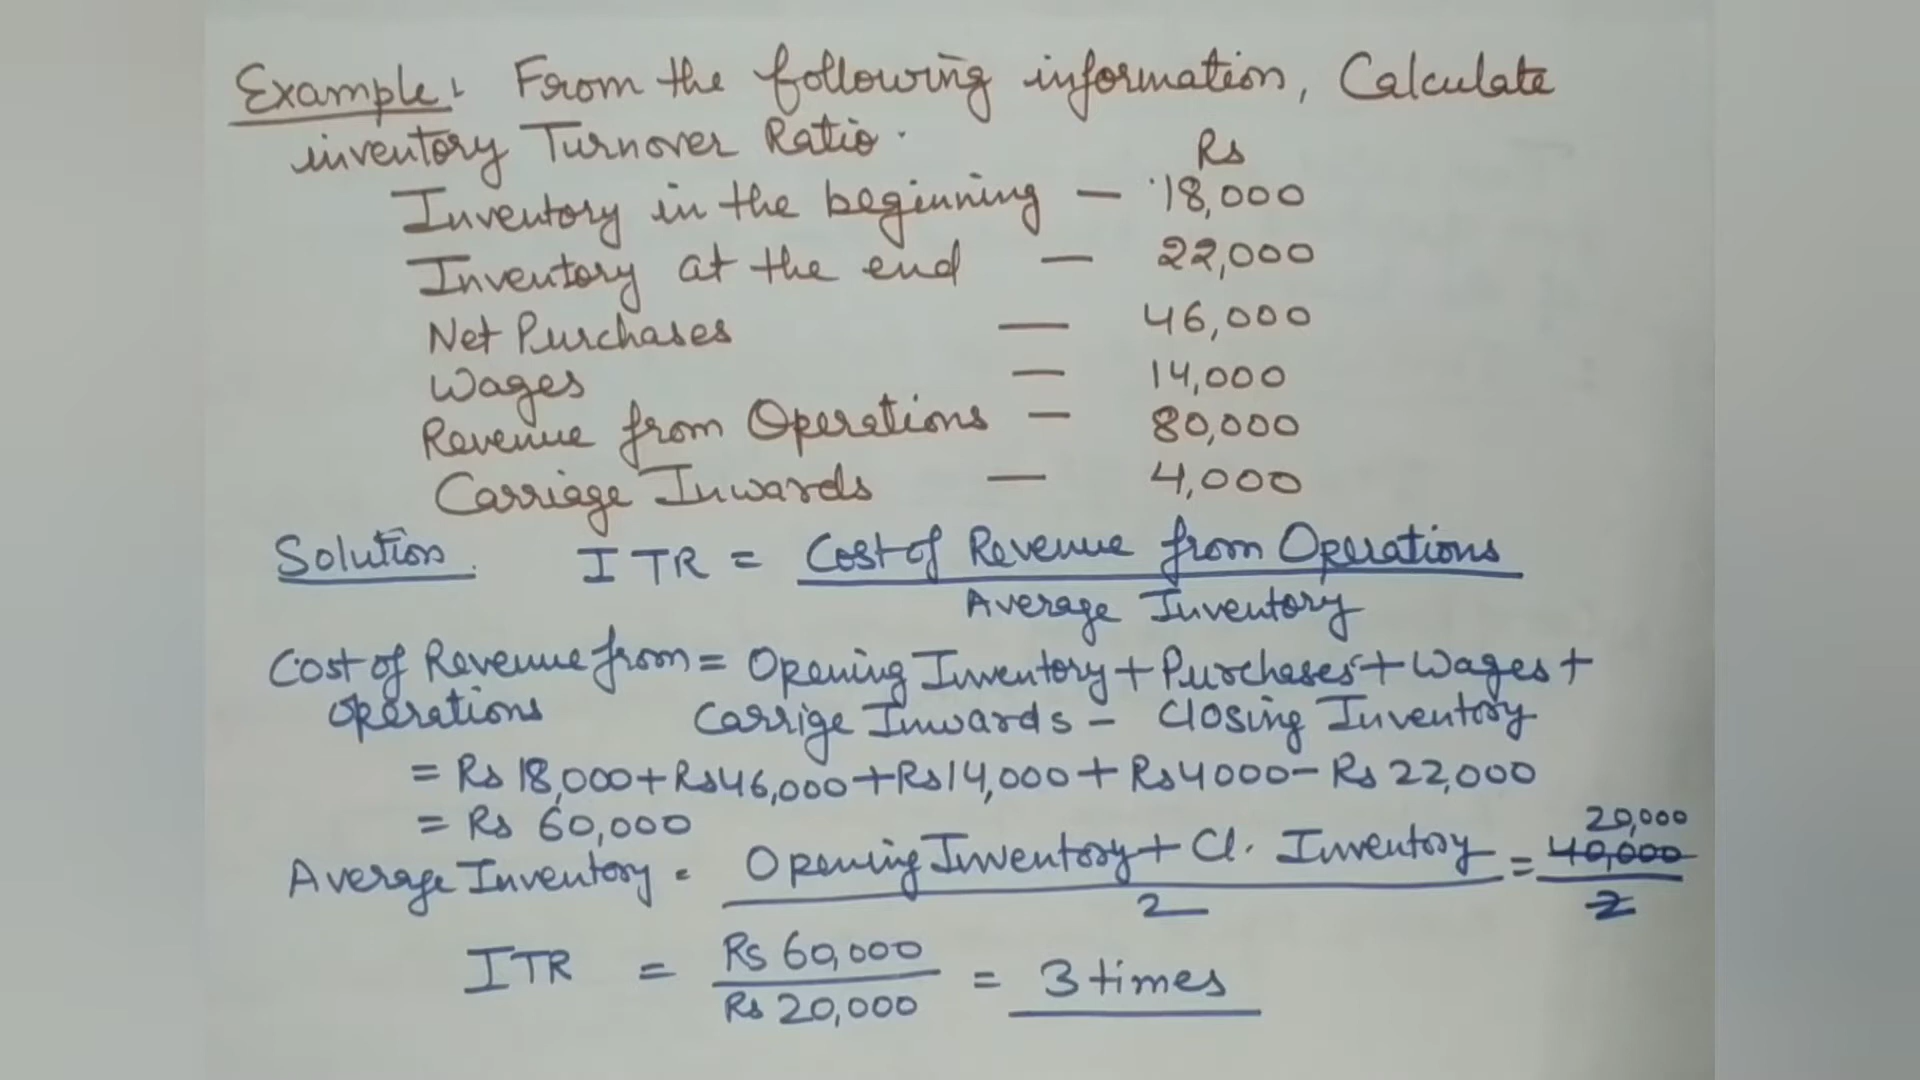 Example: From the following information, Calculate
inventory Turnover Ratio.
Rs
Inventory in the beginning — 18,000
Inventory at the end — 22,000
Net Purchases — 46,000
Wages — 14,000
Revenue from Operations — 80,000
Carriage Inwards — 4,000
Solution. ITR = Cost of Revenue from Operations
Average Inventory
Cost of Revenue from = Opening Inventory + Purchases + Wages +
Operations Carrige Inwards - Closing Inventory
= Rs 18,000 + Rs 46,000 + Rs 14,000 + Rs 4000 - Rs 22,000
= Rs 60,000
20,000
Average Inventory = Opening Inventory + Cl. Inventory = 40,000
2 2
ITR = Rs 60,000 = 3 times
Rs 20,000